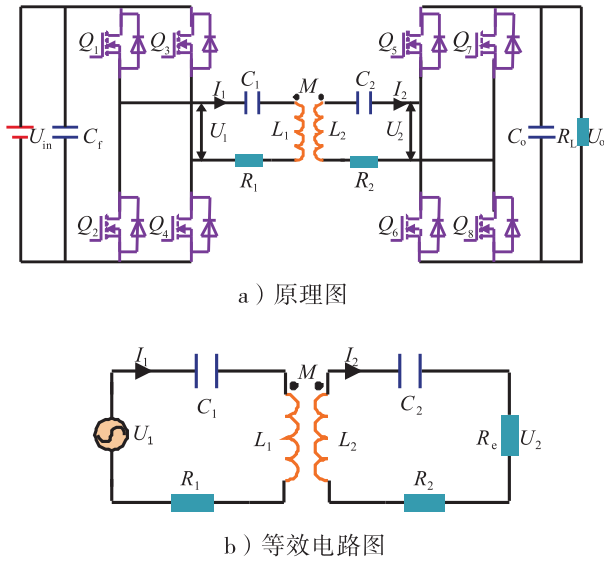 Q1 Q3 Q5 Q7
I1 C1 M C2 I2
Uin Cf U1 L1 L2 U2 Co RL Uo
R1 R2
Q2 Q4 Q6 Q8
a）原理图
I1 M I2
C1 C2
U1 L1 L2 Re U2
R1 R2
b）等效电路图